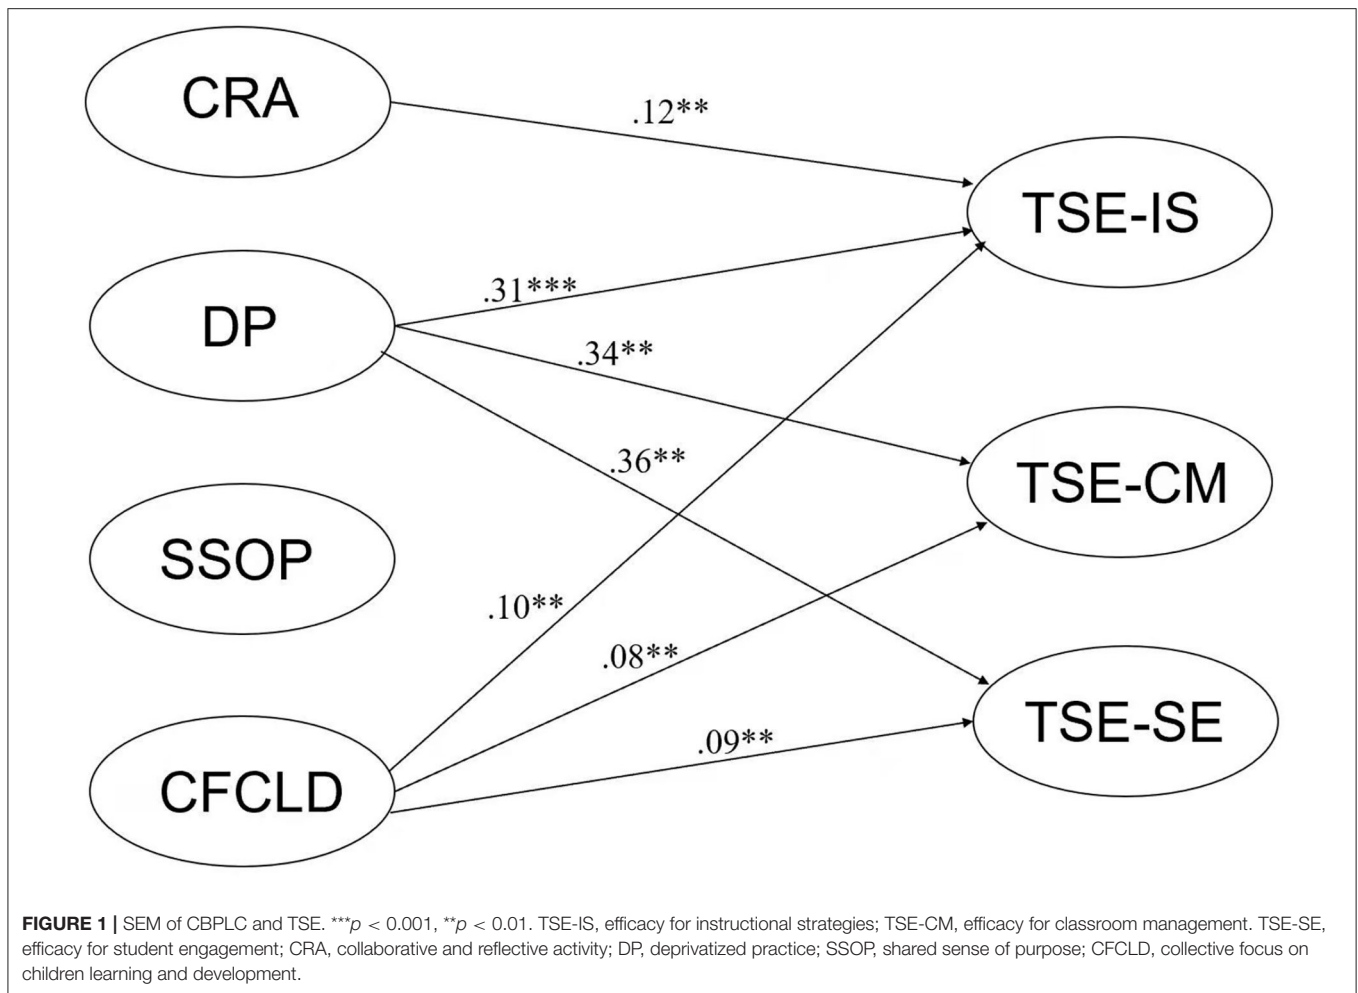 CRA
.12**
TSE-IS
DP
.31***
.34**
.36**
TSE-CM
SSOP
.10**
.08**
TSE-SE
CFCLD
.09**
FIGURE 1 | SEM of CBPLC and TSE. ***p < 0.001, **p < 0.01. TSE-IS, efficacy for instructional strategies; TSE-CM, efficacy for classroom management. TSE-SE,
efficacy for student engagement; CRA, collaborative and reflective activity; DP, deprivatized practice; SSOP, shared sense of purpose; CFCLD, collective focus on
children learning and development.